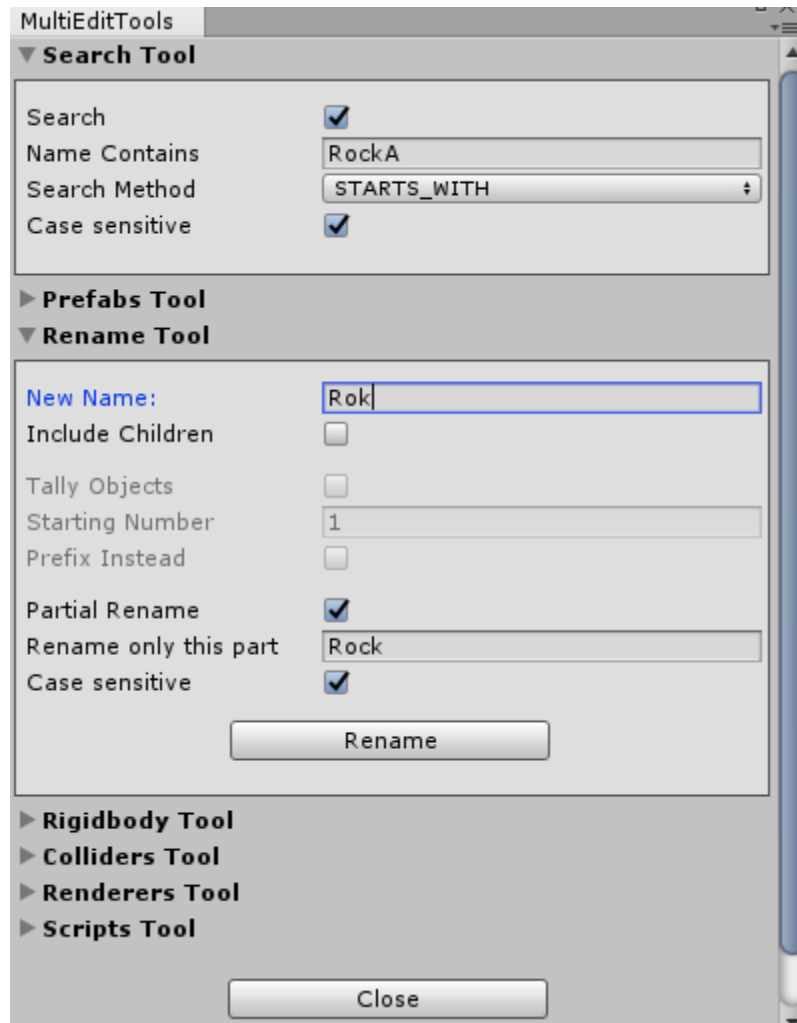 MultiEditTools
Search Tool
Search
Name Contains RockA
Search Method STARTS_WITH
Case sensitive
Prefabs Tool
Rename Tool
New Name: Rok
Include Children
Tally Objects
Starting Number 1
Prefix Instead
Partial Rename
Rename only this part Rock
Case sensitive
Rename
Rigidbody Tool
Colliders Tool
Renderers Tool
Scripts Tool
Close